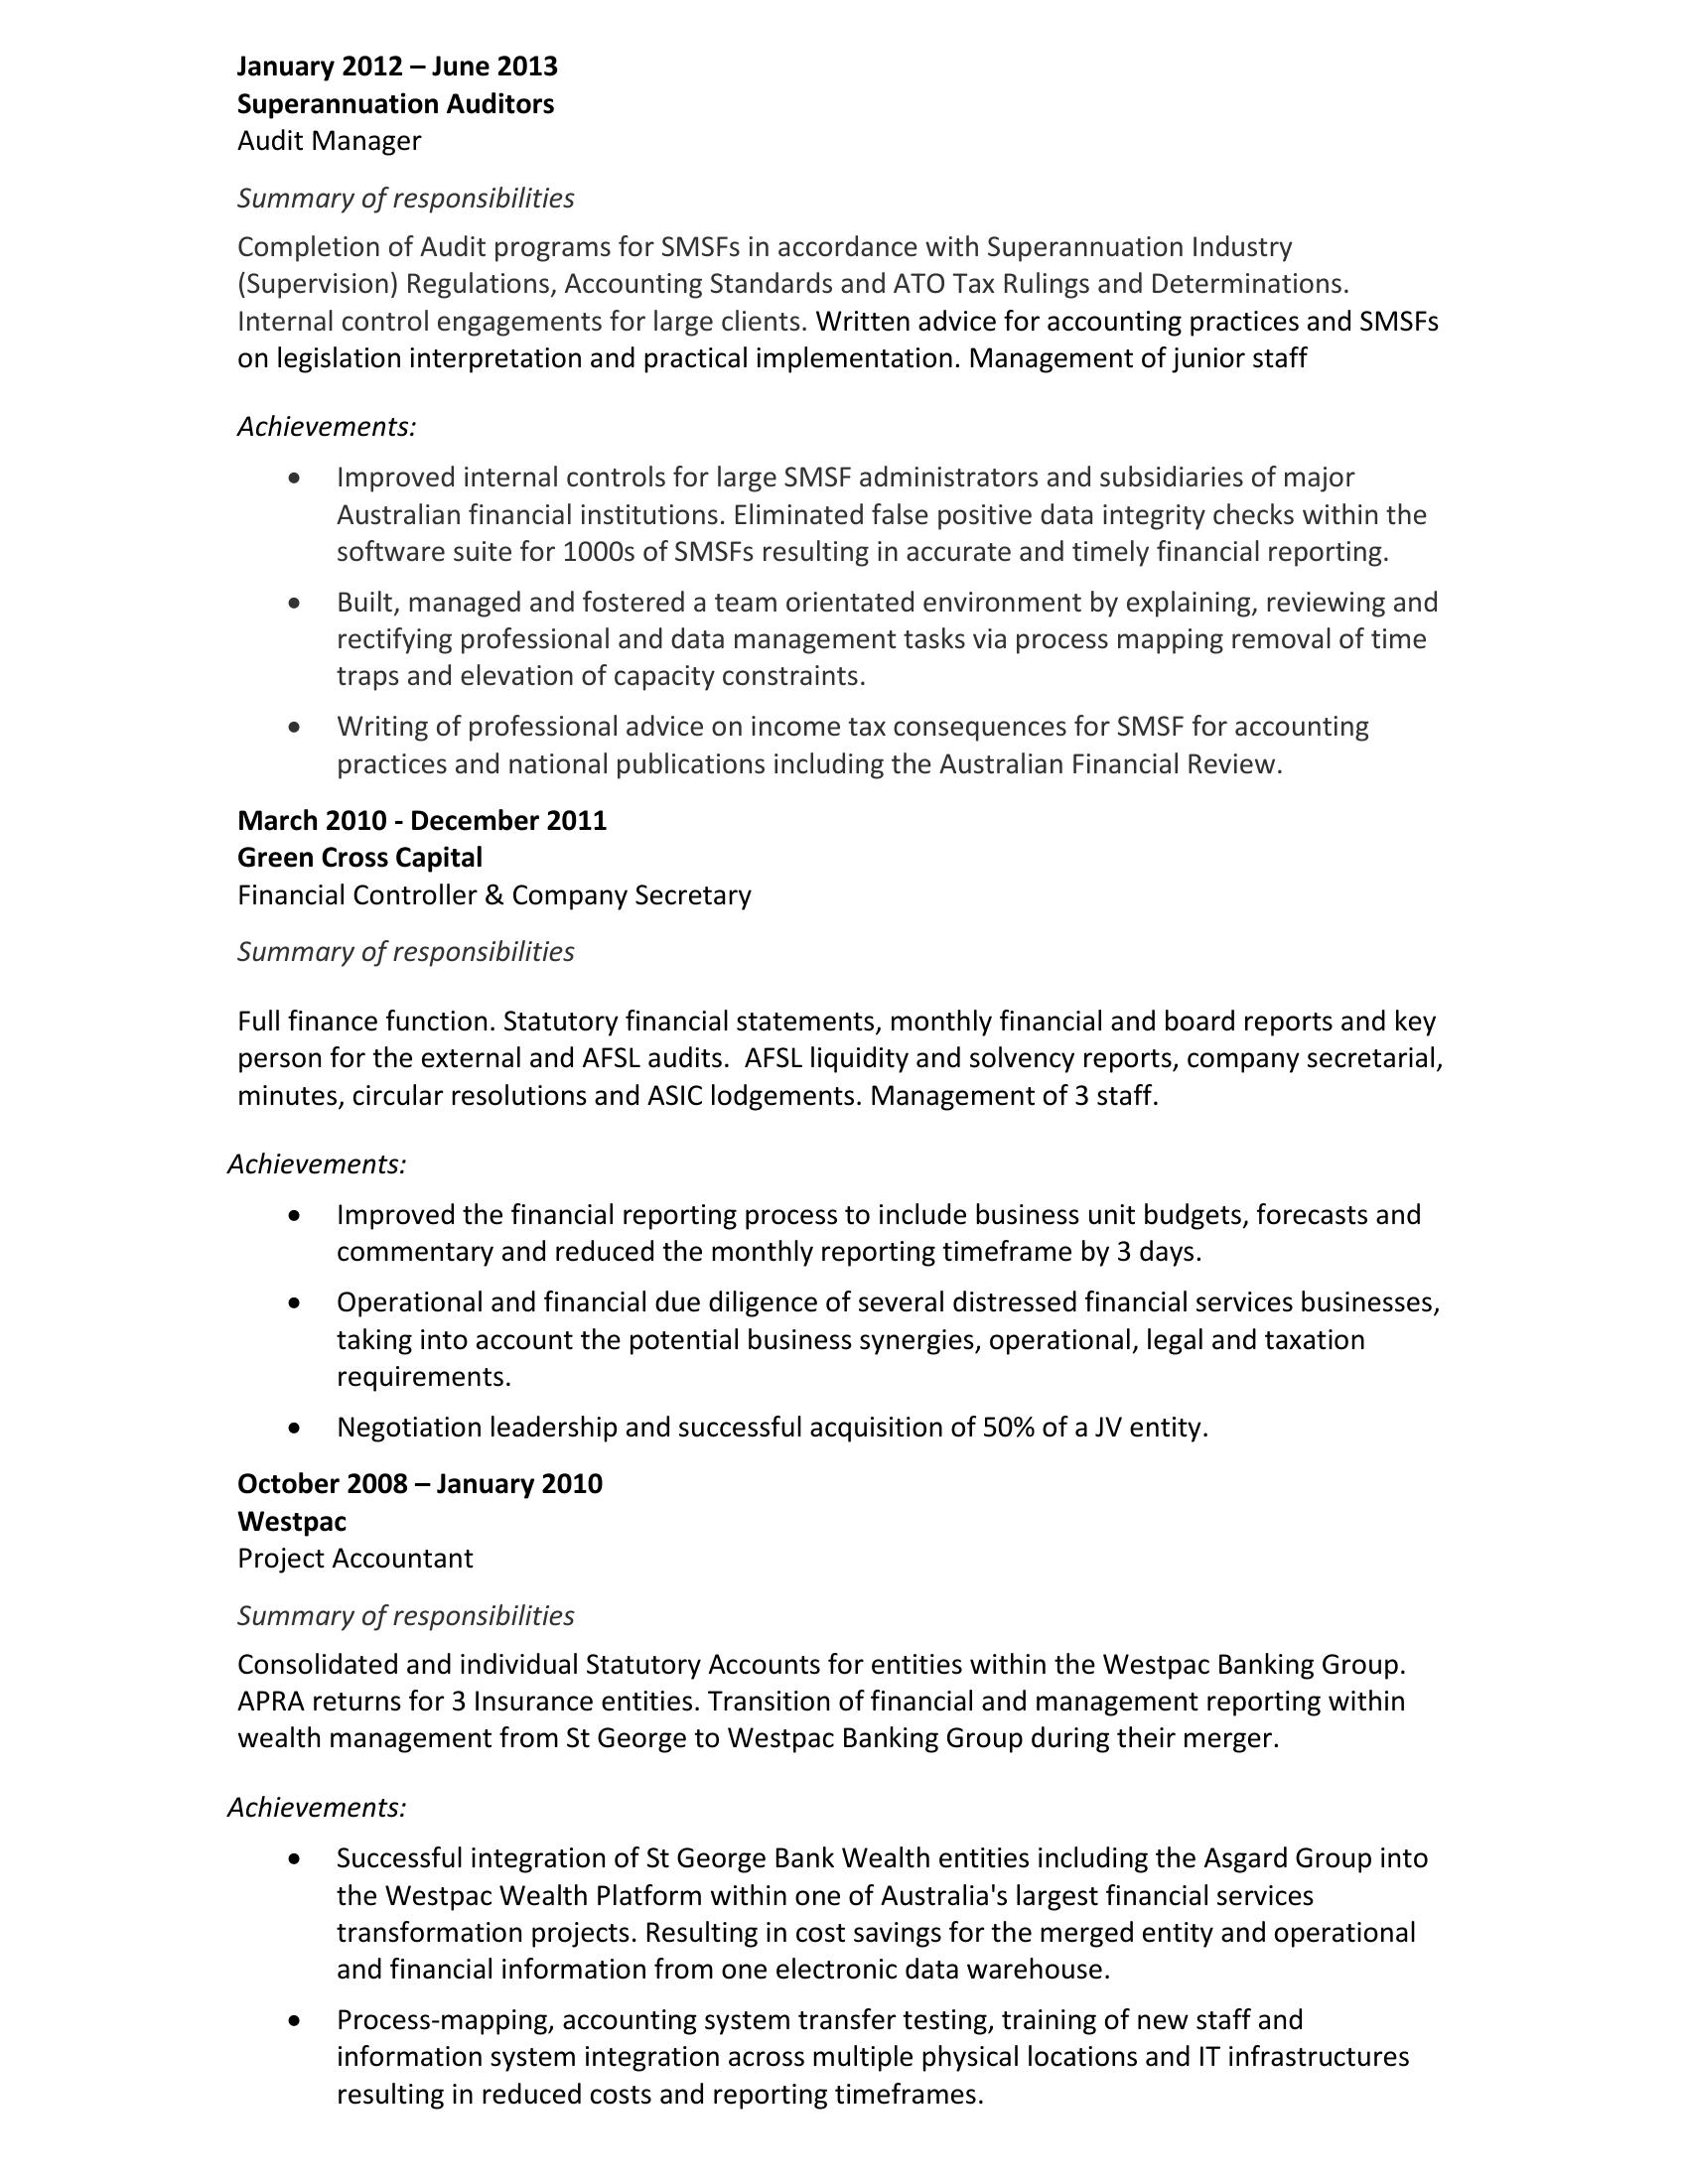 January 2012 – June 2013
Superannuation Auditors
Audit Manager
Summary of responsibilities
Completion of Audit programs for SMSFs in accordance with Superannuation Industry
(Supervision) Regulations, Accounting Standards and ATO Tax Rulings and Determinations.
Internal control engagements for large clients. Written advice for accounting practices and SMSFs
on legislation interpretation and practical implementation. Management of junior staff
Achievements:
• Improved internal controls for large SMSF administrators and subsidiaries of major
Australian financial institutions. Eliminated false positive data integrity checks within the
software suite for 1000s of SMSFs resulting in accurate and timely financial reporting.
• Built, managed and fostered a team orientated environment by explaining, reviewing and
rectifying professional and data management tasks via process mapping removal of time
traps and elevation of capacity constraints.
• Writing of professional advice on income tax consequences for SMSF for accounting
practices and national publications including the Australian Financial Review.
March 2010 - December 2011
Green Cross Capital
Financial Controller & Company Secretary
Summary of responsibilities
Full finance function. Statutory financial statements, monthly financial and board reports and key
person for the external and AFSL audits.  AFSL liquidity and solvency reports, company secretarial,
minutes, circular resolutions and ASIC lodgements. Management of 3 staff.
Achievements:
• Improved the financial reporting process to include business unit budgets, forecasts and
commentary and reduced the monthly reporting timeframe by 3 days.
• Operational and financial due diligence of several distressed financial services businesses,
taking into account the potential business synergies, operational, legal and taxation
requirements.
• Negotiation leadership and successful acquisition of 50% of a JV entity.
October 2008 – January 2010
Westpac
Project Accountant
Summary of responsibilities
Consolidated and individual Statutory Accounts for entities within the Westpac Banking Group.
APRA returns for 3 Insurance entities. Transition of financial and management reporting within
wealth management from St George to Westpac Banking Group during their merger.
Achievements:
• Successful integration of St George Bank Wealth entities including the Asgard Group into
the Westpac Wealth Platform within one of Australia's largest financial services
transformation projects. Resulting in cost savings for the merged entity and operational
and financial information from one electronic data warehouse.
• Process-mapping, accounting system transfer testing, training of new staff and
information system integration across multiple physical locations and IT infrastructures
resulting in reduced costs and reporting timeframes.